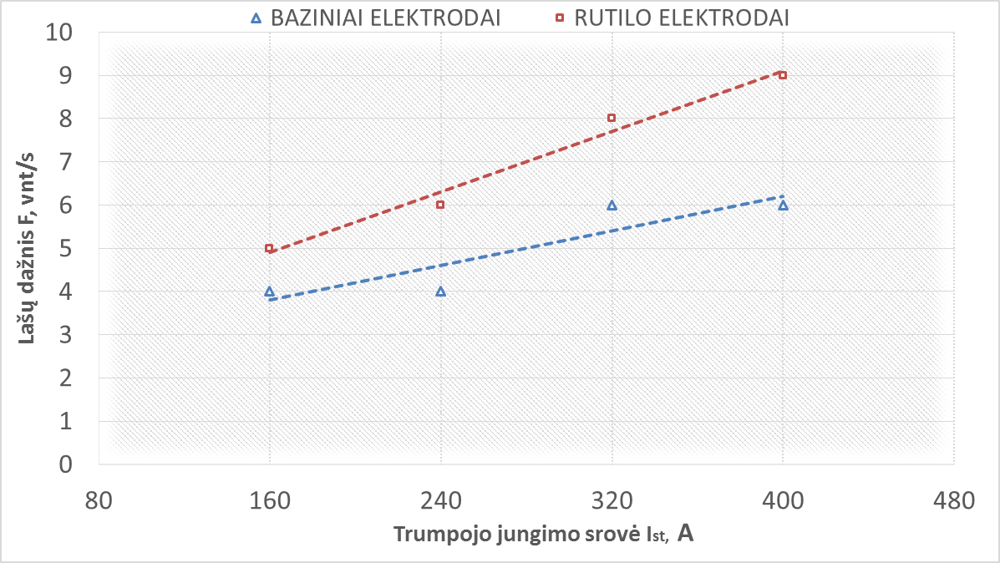 BAZINIAI ELEKTRODAI RUTILO ELEKTRODAI
10
9
8
7
6
5
4
3
2
1
0
Lašų dažnis F, vnt/s
80 160 240 320 400 480
Trumpojo jungimo srovė Ist, A